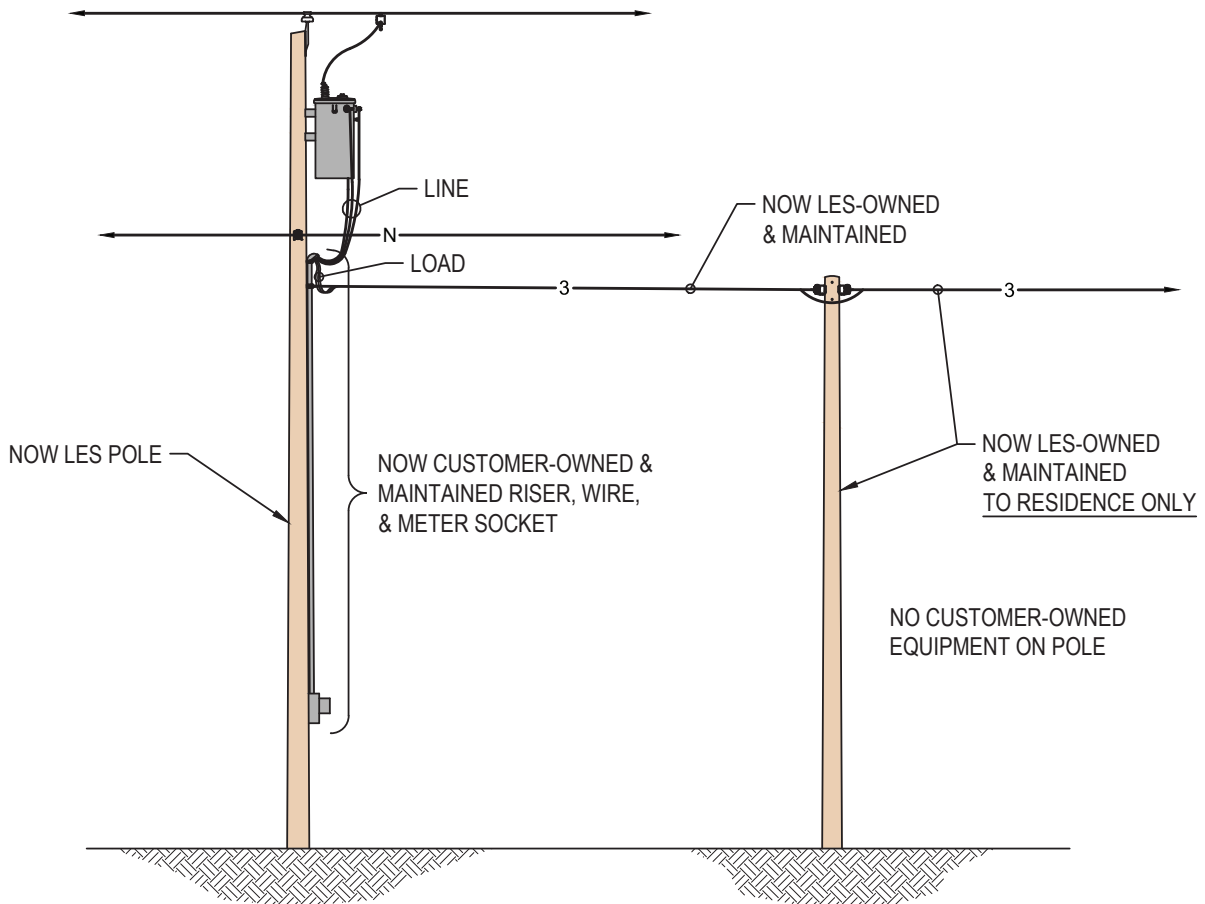 LINE
NOW LES-OWNED
& MAINTAINED
N
LOAD
3
3
NOW LES POLE
NOW CUSTOMER-OWNED &
MAINTAINED RISER, WIRE,
& METER SOCKET
NOW LES-OWNED
& MAINTAINED
TO RESIDENCE ONLY
NO CUSTOMER-OWNED
EQUIPMENT ON POLE